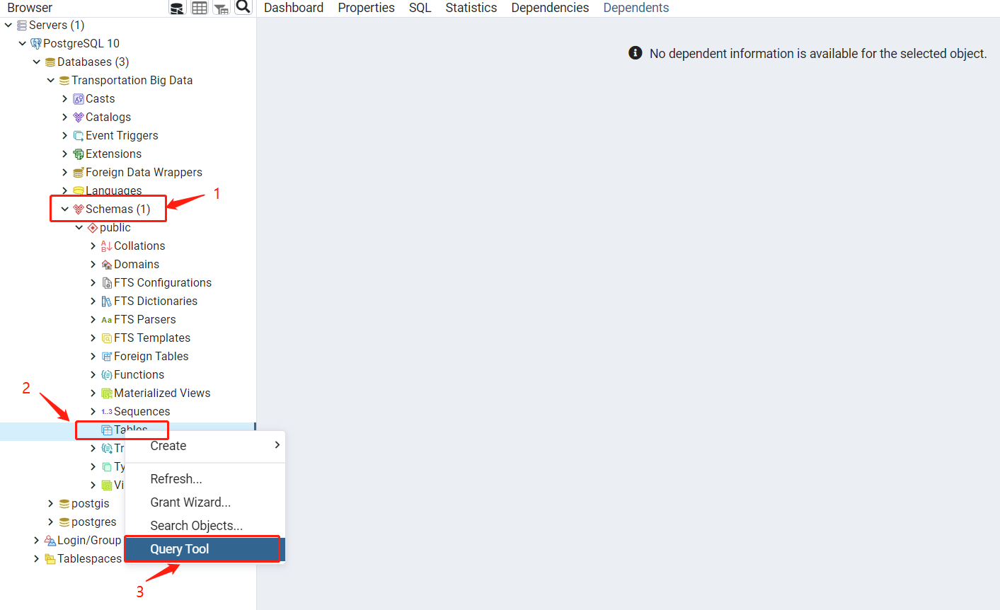 Browser
Dashboard Properties SQL Statistics Dependencies Dependents
Servers (1)
No dependent information is available for the selected object.
PostgreSQL 10
Databases (3)
Transportation Big Data
Casts
Catalogs
Event Triggers
Extensions
Foreign Data Wrappers
Languages
1
Schemas (1)
public
Collations
Domains
FTS Configurations
FTS Dictionaries
FTS Parsers
FTS Templates
Foreign Tables
Functions
2
Materialized Views
1..3 Sequences
Tables
Create
Tr
Ty
Refresh...
Vi
Grant Wizard...
postgis
postgres
Search Objects...
Login/Group
Query Tool
Tablespaces
3